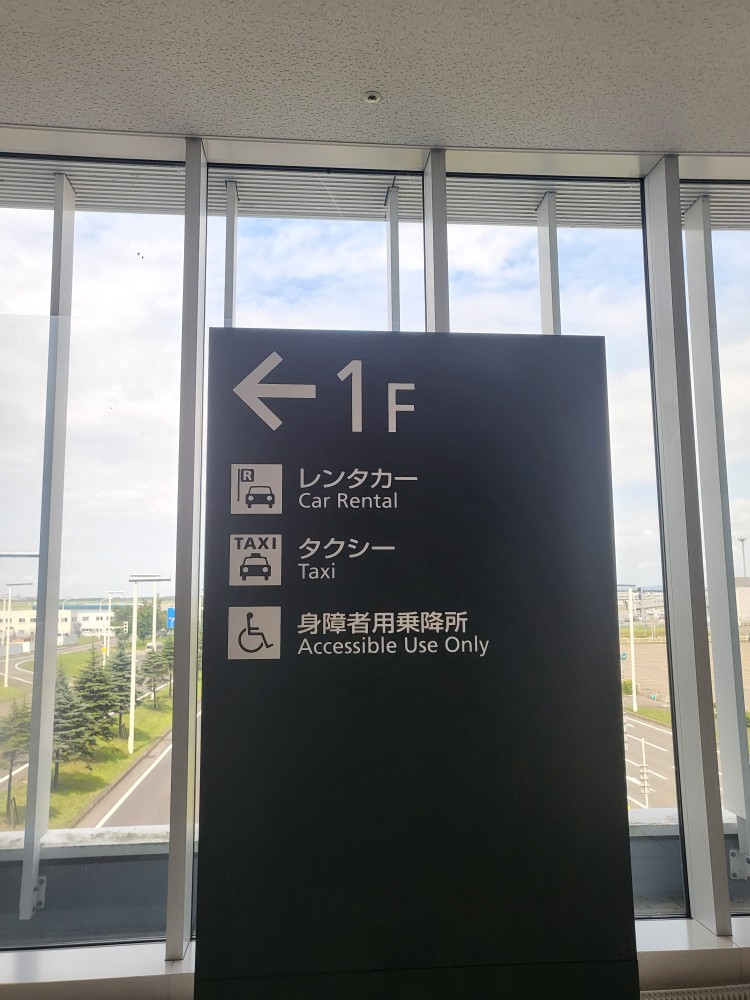 ← 1F
R
レンタカー
Car Rental
TAXI
タクシー
Taxi
身障者用乗降所
Accessible Use Only